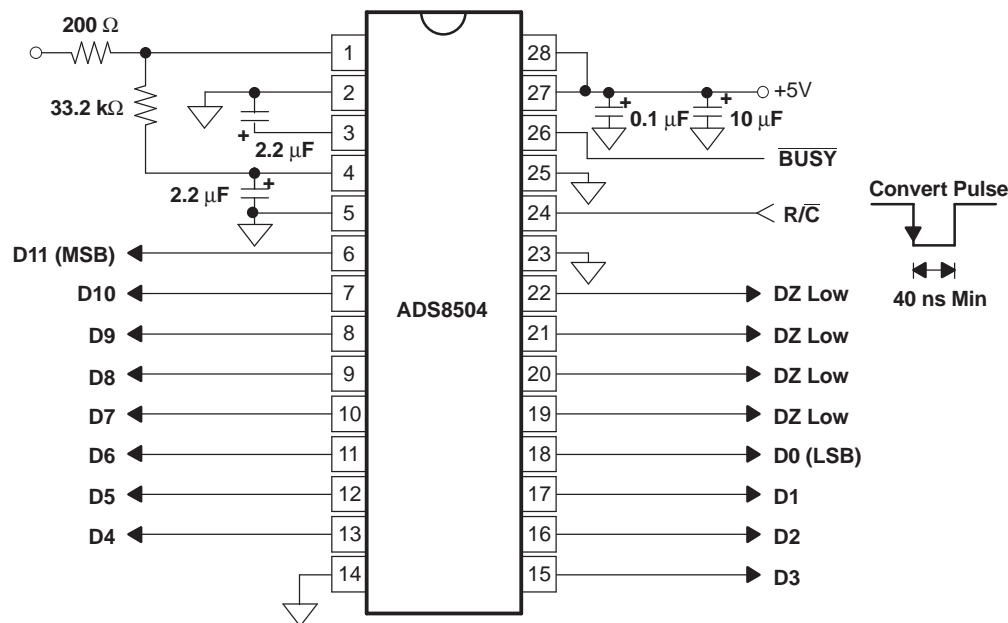 200 Ω
33.2 kΩ
+
2.2 μF
2.2 μF
+
1
2
3
4
5
6
7
8
9
10
11
12
13
14
D11 (MSB)
D10
D9
D8
D7
D6
D5
D4
ADS8504
28
27
26
25
24
23
22
21
20
19
18
17
16
15
+5V
+
0.1 μF
+
10 μF
BUSY
R/C
DZ Low
DZ Low
DZ Low
DZ Low
D0 (LSB)
D1
D2
D3
Convert Pulse
40 ns Min